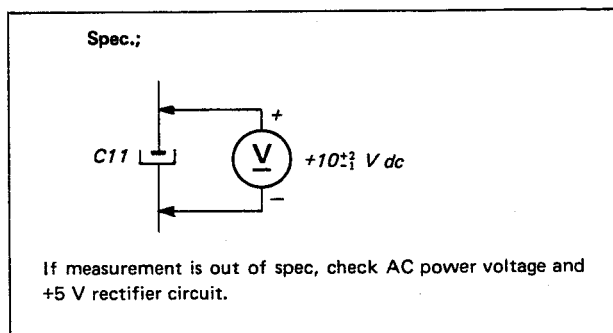 Spec.;
+
C11
V
+10 +2 -1 V dc
−
If measurement is out of spec, check AC power voltage and
+5 V rectifier circuit.